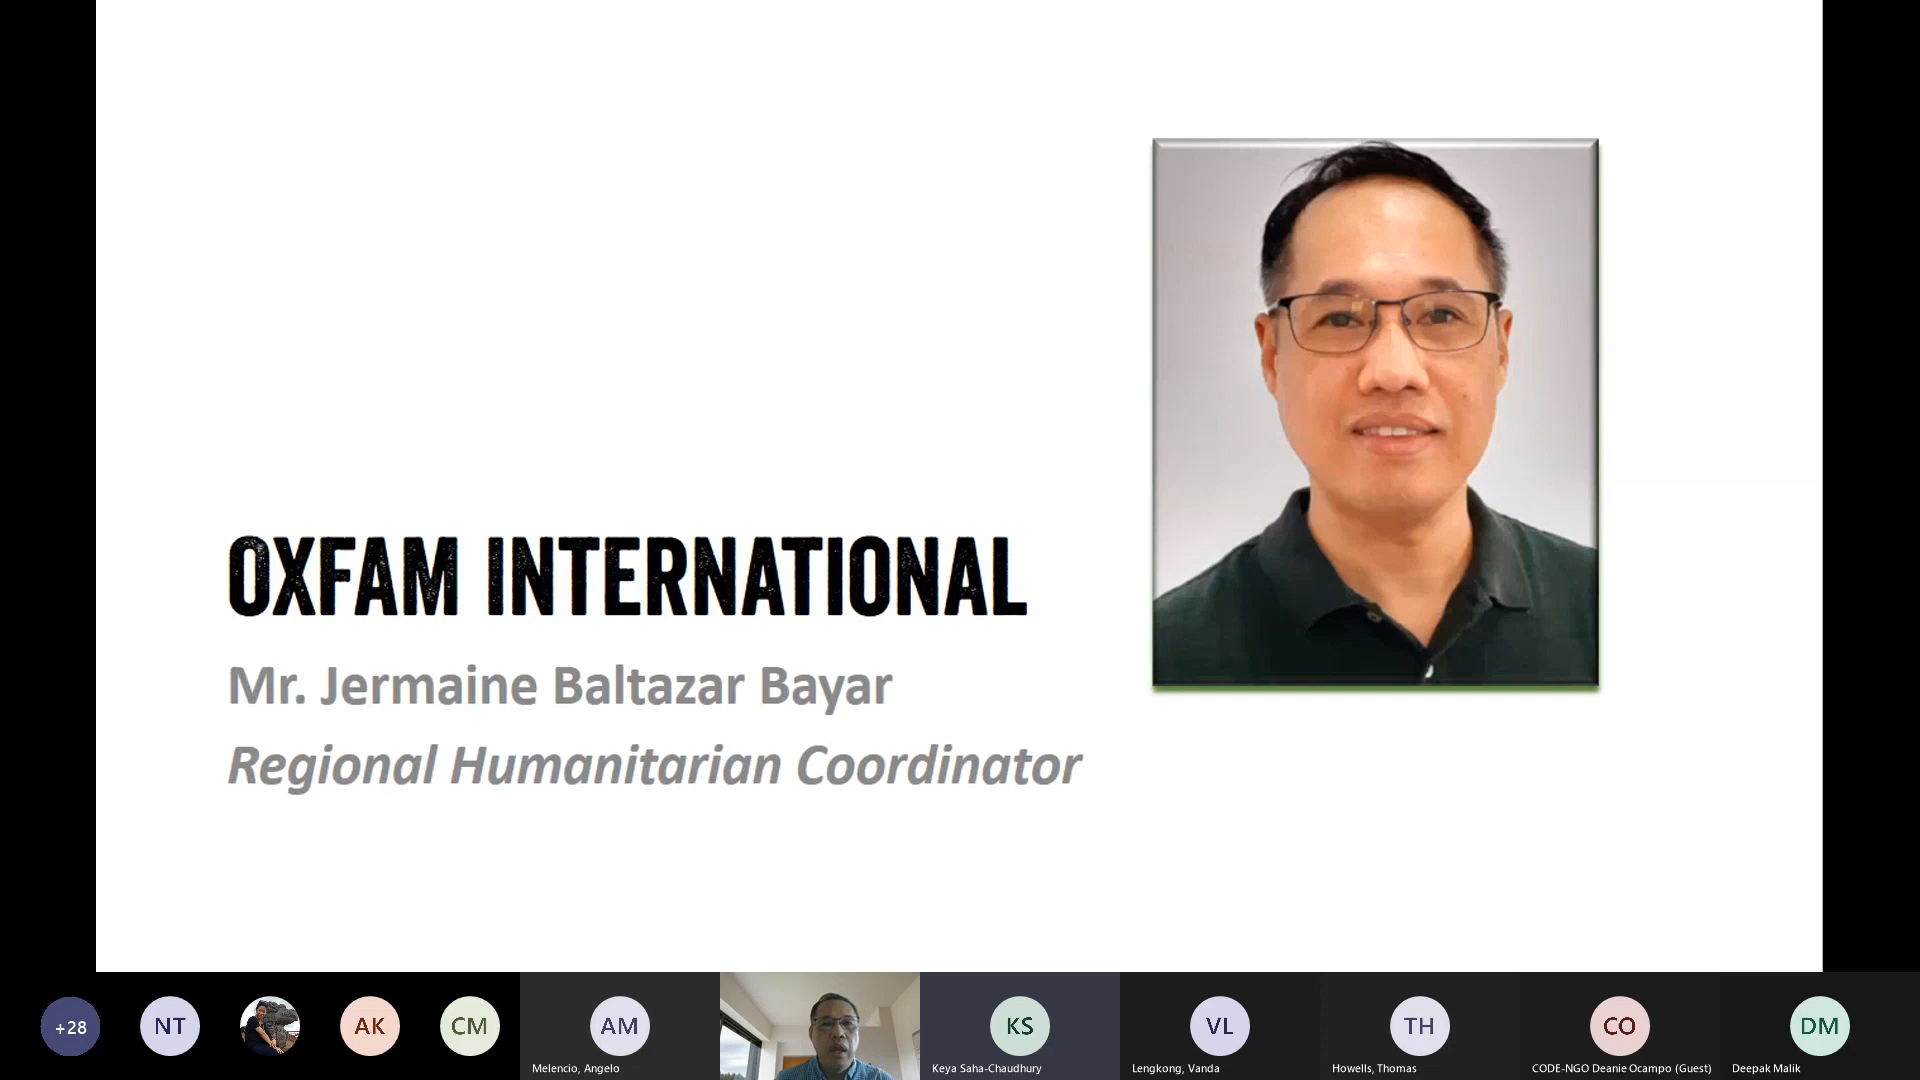 OXFAM INTERNATIONAL
Mr. Jermaine Baltazar Bayar
Regional Humanitarian Coordinator
+28
NT
AK
CM
AM
KS
VL
TH
CO
DM
Melencio, Angelo
Keya Saha-Chaudhury
Lengkong, Vanda
Howells, Thomas
CODE-NGO Deanie Ocampo (Guest)
Deepak Malik